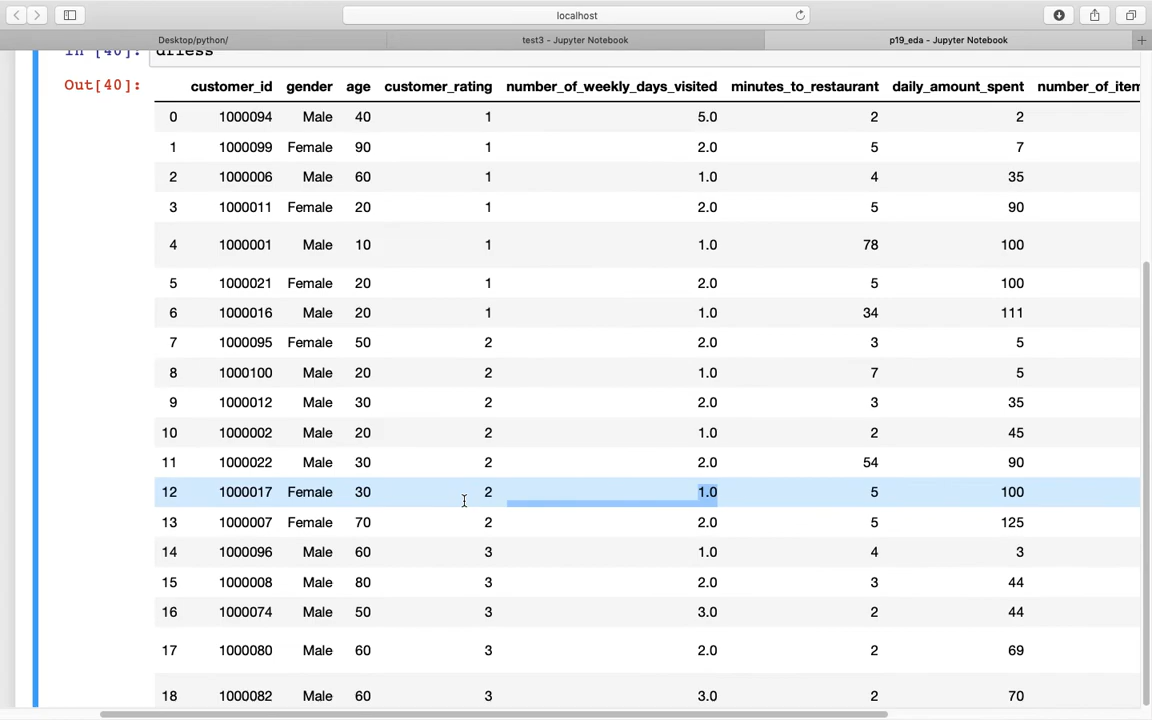 localhost
Desktop/python/ test3 - Jupyter Notebook p19_eda - Jupyter Notebook
In [40]:
Out[40]:
customer_id gender age customer_rating number_of_weekly_days_visited minutes_to_restaurant daily_amount_spent number_of_item
0 1000094 Male 40 1 5.0 2 2
1 1000099 Female 90 1 2.0 5 7
2 1000006 Male 60 1 1.0 4 35
3 1000011 Female 20 1 2.0 5 90
4 1000001 Male 10 1 1.0 78 100
5 1000021 Female 20 1 2.0 5 100
6 1000016 Male 20 1 1.0 34 111
7 1000095 Female 50 2 2.0 3 5
8 1000100 Male 20 2 1.0 7 5
9 1000012 Male 30 2 2.0 3 35
10 1000002 Male 20 2 1.0 2 45
11 1000022 Male 30 2 2.0 54 90
12 1000017 Female 30 2 1.0 5 100
13 1000007 Female 70 2 2.0 5 125
14 1000096 Male 60 3 1.0 4 3
15 1000008 Male 80 3 2.0 3 44
16 1000074 Male 50 3 3.0 2 44
17 1000080 Male 60 3 2.0 2 69
18 1000082 Male 60 3 3.0 2 70